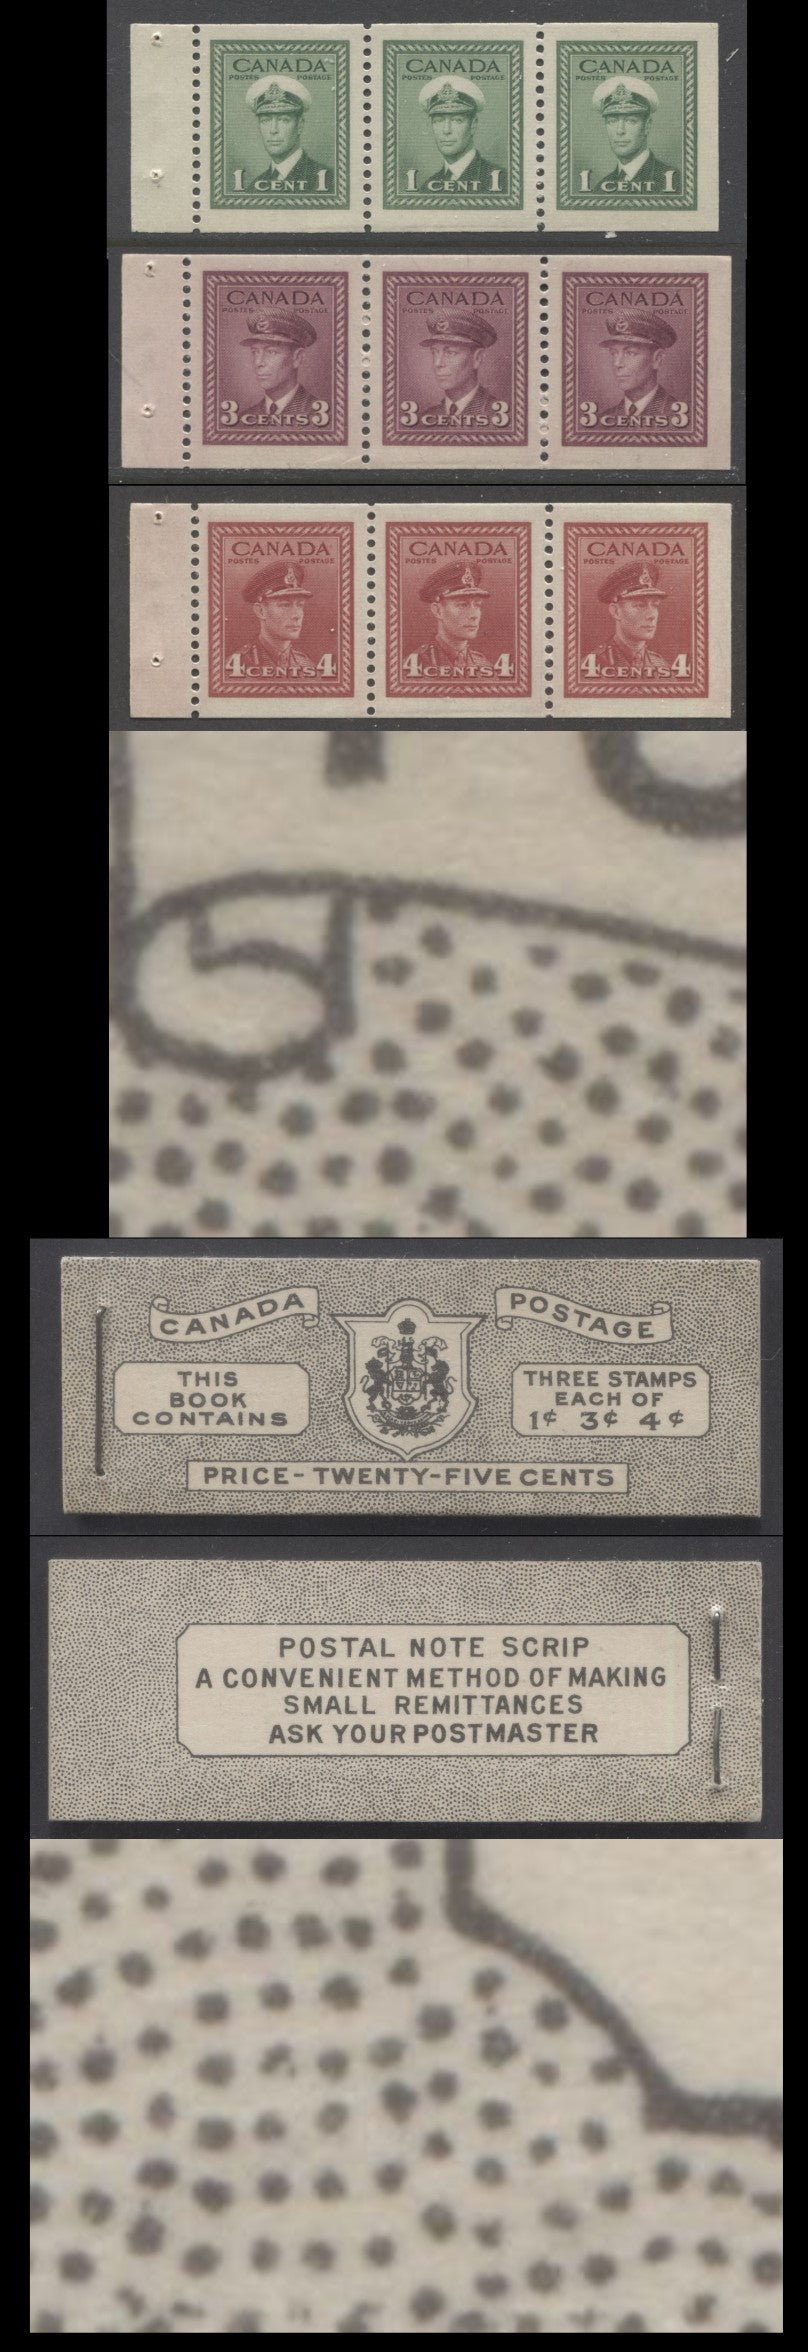 CANADA CANADA CANADA
POSTES POSTAGE POSTES POSTAGE POSTES POSTAGE
1 CENT 1 1 CENT 1 1 CENT 1
CANADA CANADA CANADA
POSTES POSTAGE POSTES POSTAGE POSTES POSTAGE
3 CENTS 3 3 CENTS 3 3 CENTS 3
CANADA CANADA CANADA
POSTES POSTAGE POSTES POSTAGE POSTES POSTAGE
4 CENTS 4 4 CENTS 4 4 CENTS 4
CANADA
POSTAGE
THIS
BOOK
CONTAINS
THREE STAMPS
EACH OF
1¢ 3¢ 4¢
PRICE-TWENTY-FIVE CENTS
POSTAL NOTE SCRIP
A CONVENIENT METHOD OF MAKING
SMALL REMITTANCES
ASK YOUR POSTMASTER